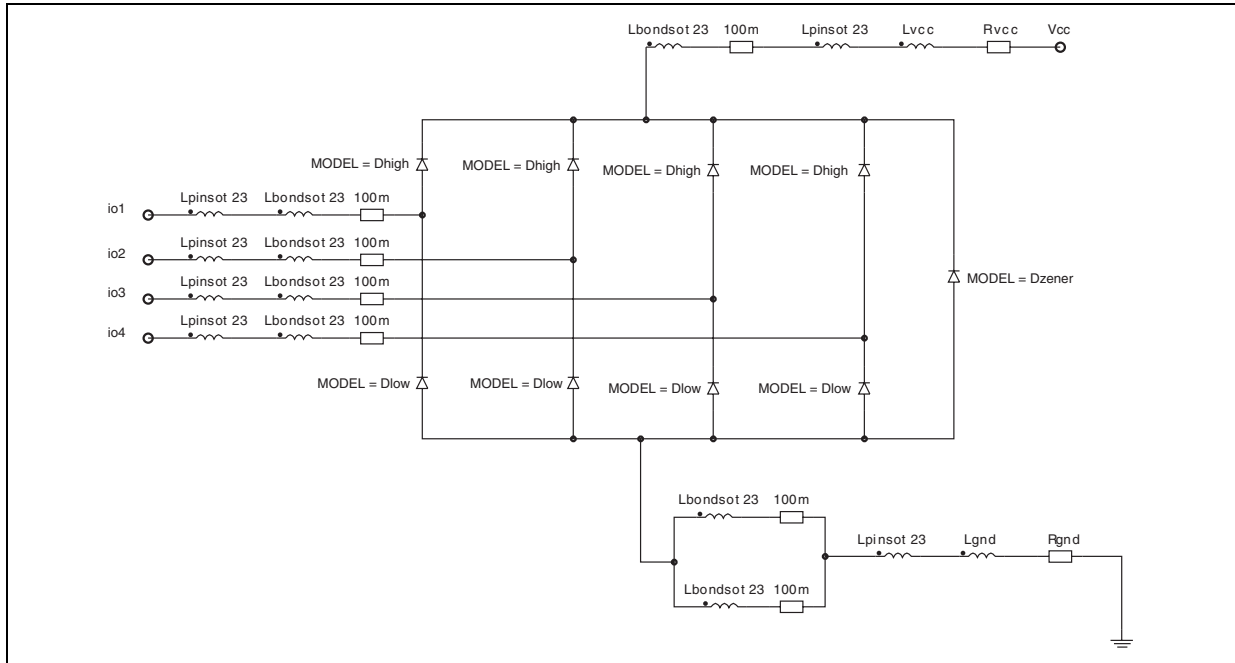 Lbondsot 23 100m Lpinsot 23 Lvcc Rvcc Vcc
MODEL = Dhigh MODEL = Dhigh MODEL = Dhigh MODEL = Dhigh
io1 Lpinsot 23 Lbondsot 23 100m
io2 Lpinsot 23 Lbondsot 23 100m
io3 Lpinsot 23 Lbondsot 23 100m
MODEL = Dzener
io4 Lpinsot 23 Lbondsot 23 100m
MODEL = Dlow MODEL = Dlow MODEL = Dlow MODEL = Dlow
Lbondsot 23 100m
Lpinsot 23 Lgnd Rgnd
Lbondsot 23 100m